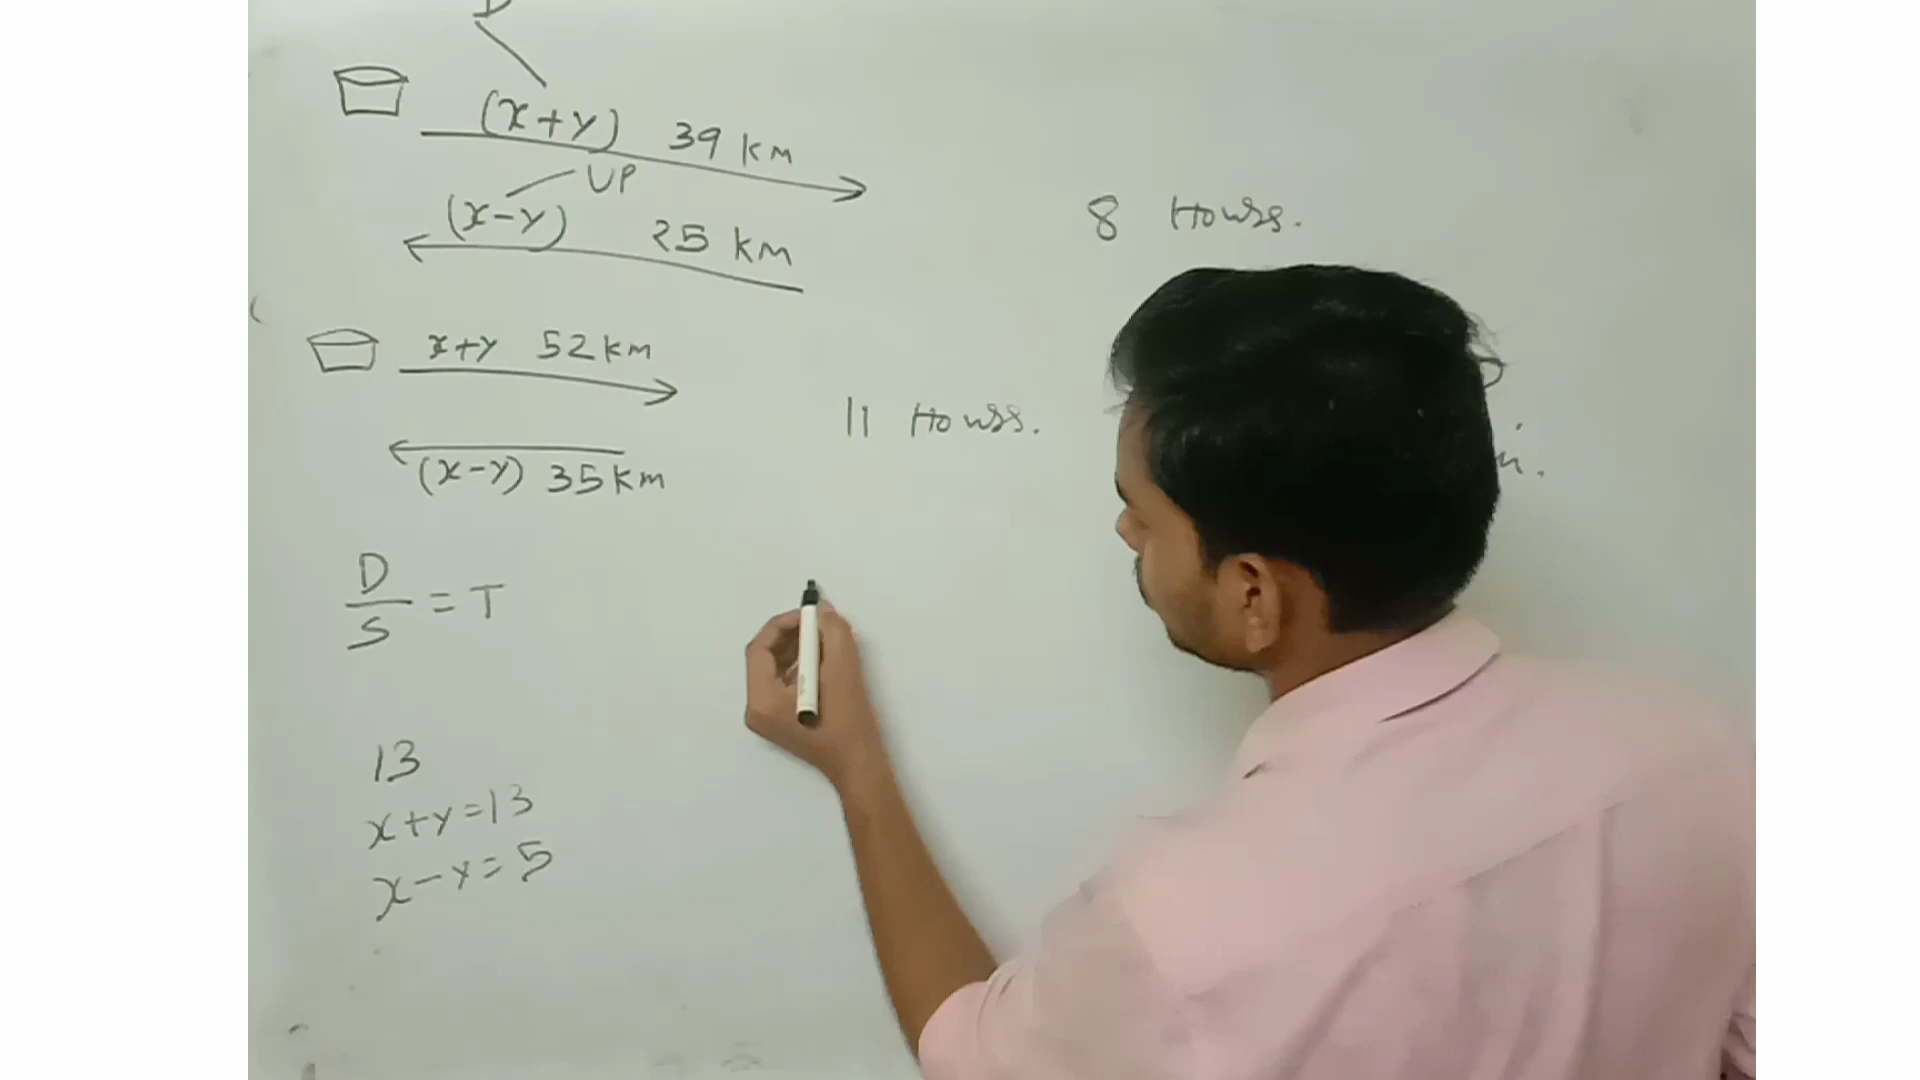 D
(x+y) 39 km
UP
(x-y) 25 km
8 Hours.
x+y 52 km
11 Hours.
(x-y) 35 km
D
S
= T
13
x+y=13
x-y=5